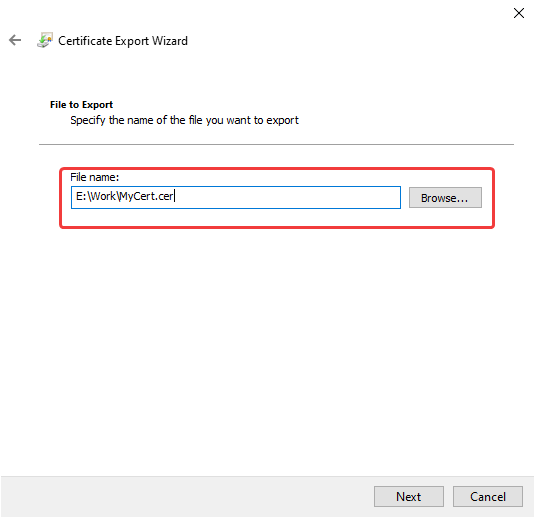 Certificate Export Wizard
File to Export
Specify the name of the file you want to export
File name:
E:\Work\MyCert.cer
Browse...
Next
Cancel